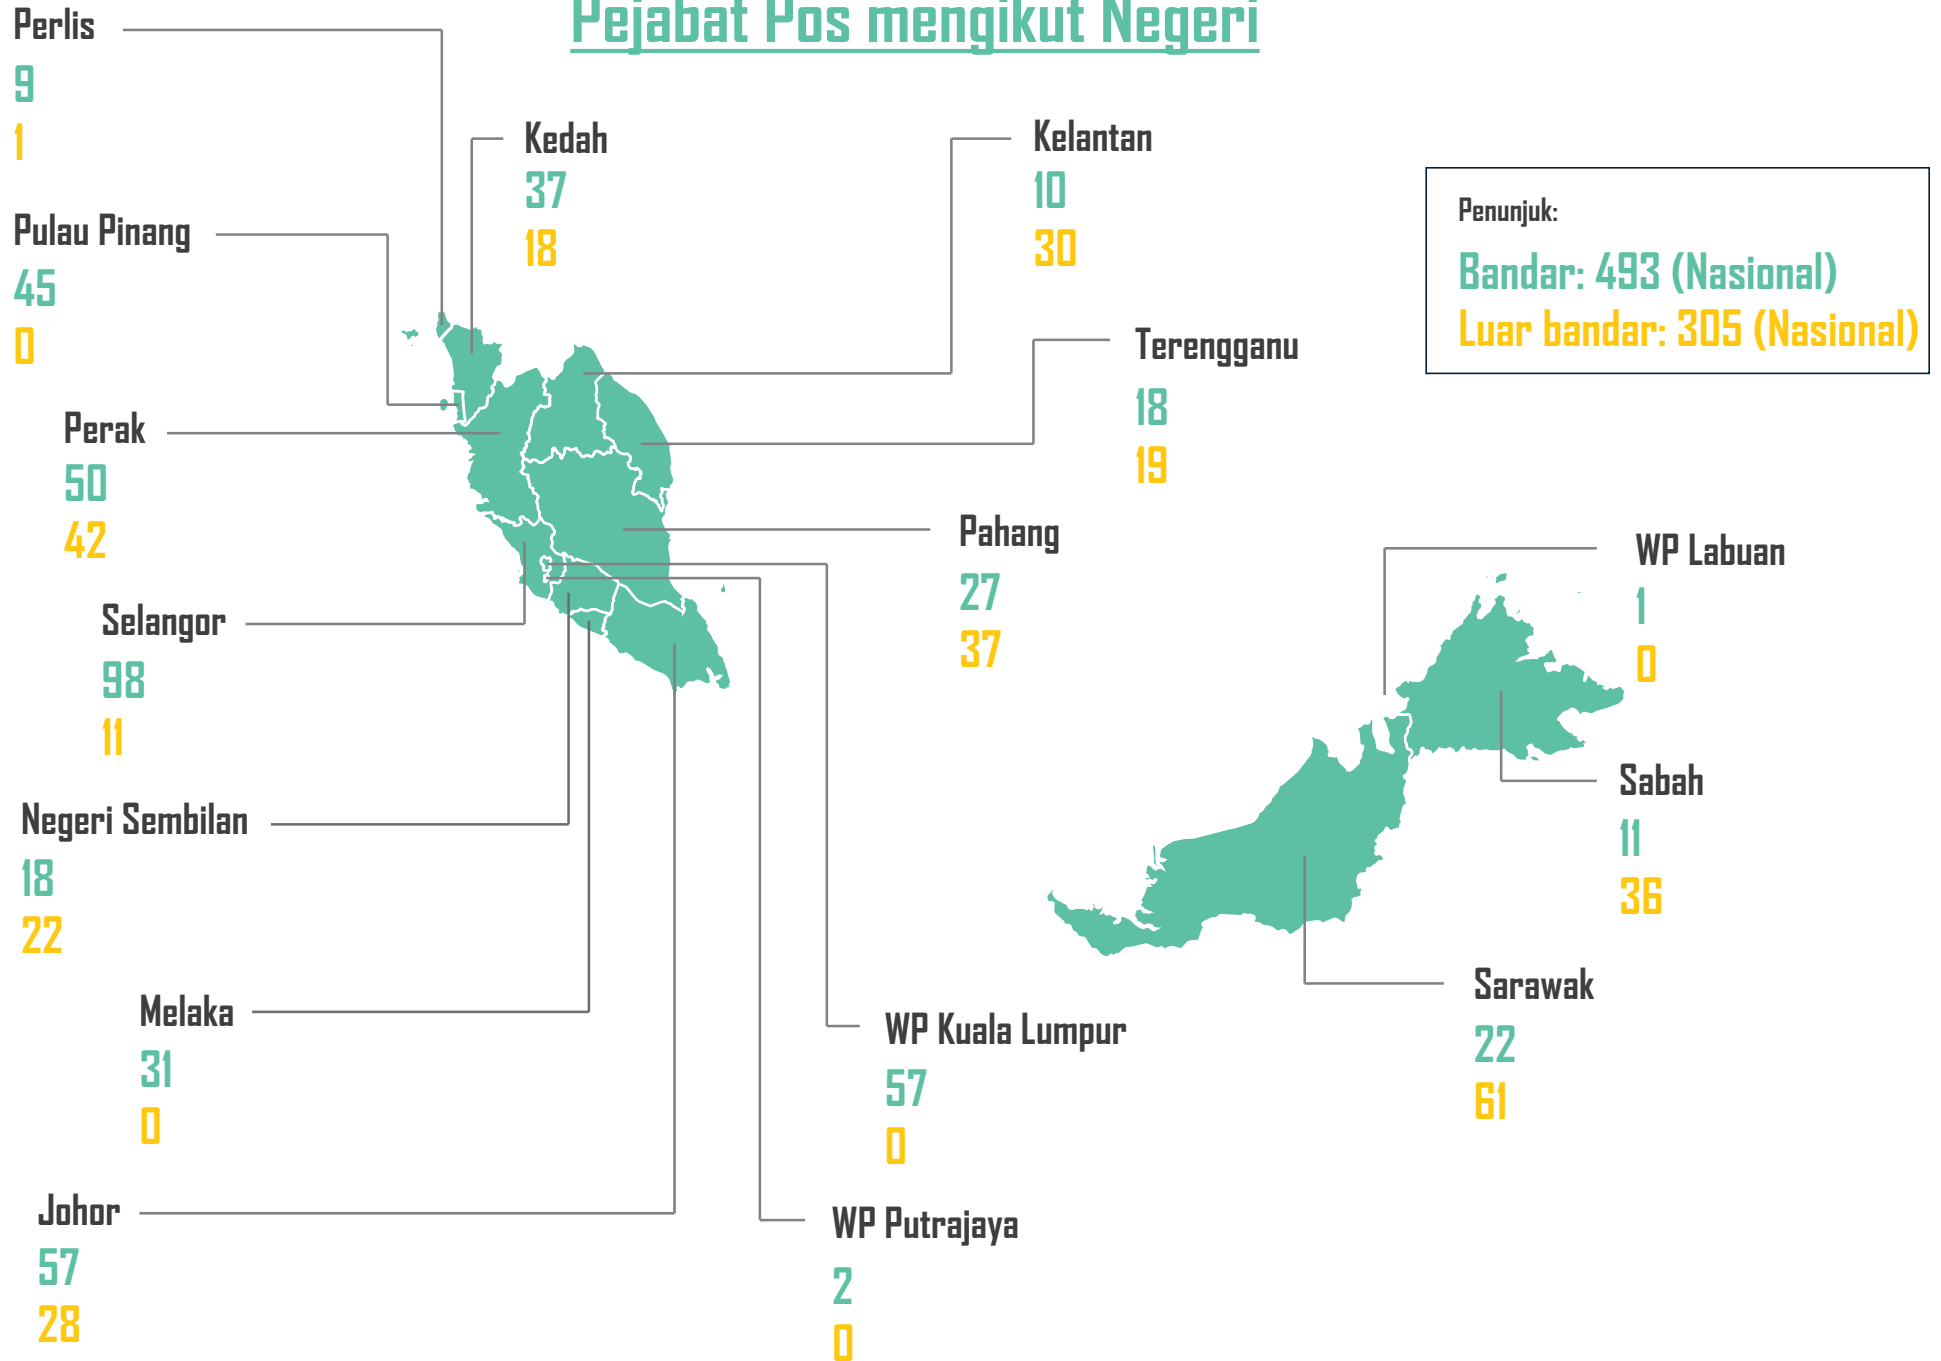 Pejabat Pos mengikut Negeri
Perlis
9
1
Kedah
37
18
Kelantan
10
30
Penunjuk:
Bandar: 493 (Nasional)
Luar bandar: 305 (Nasional)
Pulau Pinang
45
0
Terengganu
18
19
Perak
50
42
Pahang
27
37
WP Labuan
1
0
Selangor
98
11
Sabah
11
36
Negeri Sembilan
18
22
Sarawak
22
61
Melaka
31
0
WP Kuala Lumpur
57
0
Johor
57
28
WP Putrajaya
2
0